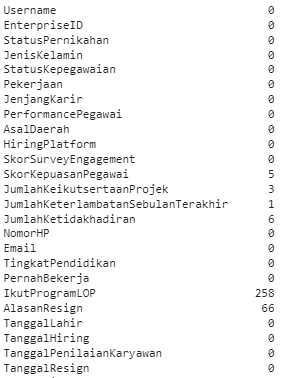 Username 0
EnterpriseID 0
StatusPernikahan 0
JenisKelamin 0
StatusKepegawaian 0
Pekerjaan 0
JenjangKarir 0
PerformancePegawai 0
AsalDaerah 0
HiringPlatform 0
SkorSurveyEngagement 0
SkorKepuasanPegawai 5
JumlahKeikutsertaanProjek 3
JumlahKeterlambatanSebulanTerakhir 1
JumlahKetidakhadiran 6
NomorHP 0
Email 0
TingkatPendidikan 0
PernahBekerja 0
IkutProgramLOP 258
AlasanResign 66
TanggalLahir 0
TanggalHiring 0
TanggalPenilaianKaryawan 0
TanggalResign 0